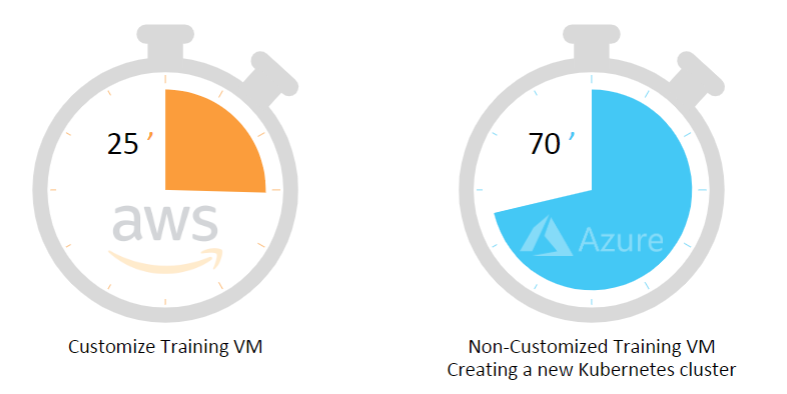 25 ’
aws
Customize Training VM
70 ’
Azure
Non-Customized Training VM
Creating a new Kubernetes cluster